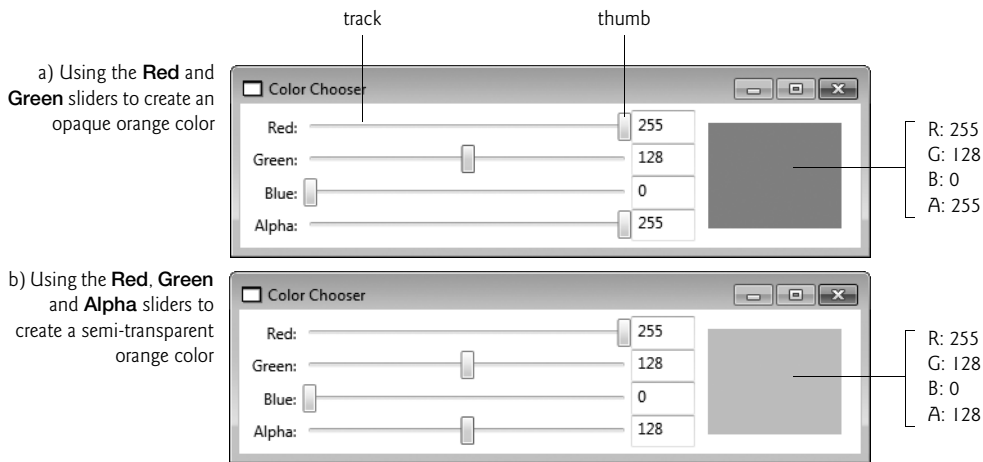 track
thumb
a) Using the Red and
Green sliders to create an
opaque orange color
Color Chooser
Red:
255
Green:
128
Blue:
0
Alpha:
255
R: 255
G: 128
B: 0
A: 255
b) Using the Red, Green
and Alpha sliders to
create a semi-transparent
orange color
Color Chooser
Red:
255
Green:
128
Blue:
0
Alpha:
128
R: 255
G: 128
B: 0
A: 128